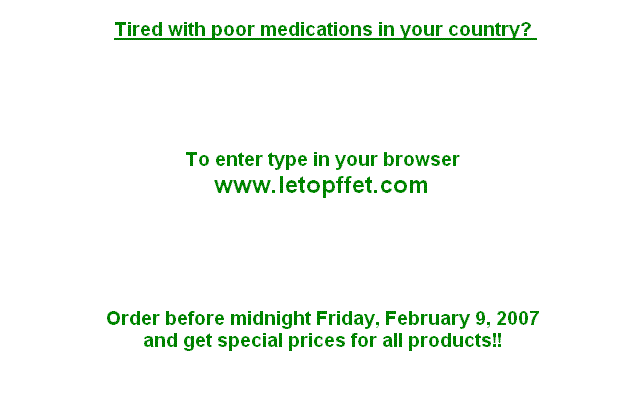 Tired with poor medications in your country?
To enter type in your browser
www.letopffet.com
Order before midnight Friday, February 9, 2007
and get special prices for all products!!